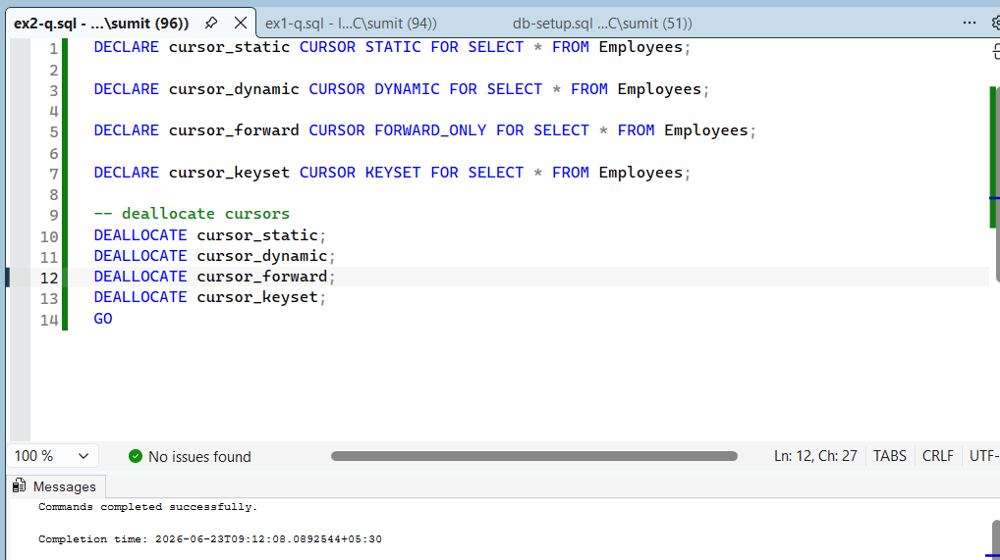 ex2-q.sql - ...\sumit (96))
ex1-q.sql - I...C\sumit (94))
db-setup.sql ...C\sumit (51))
1 DECLARE cursor_static CURSOR STATIC FOR SELECT * FROM Employees;
2
3 DECLARE cursor_dynamic CURSOR DYNAMIC FOR SELECT * FROM Employees;
4
5 DECLARE cursor_forward CURSOR FORWARD_ONLY FOR SELECT * FROM Employees;
6
7 DECLARE cursor_keyset CURSOR KEYSET FOR SELECT * FROM Employees;
8
9 -- deallocate cursors
10 DEALLOCATE cursor_static;
11 DEALLOCATE cursor_dynamic;
12 DEALLOCATE cursor_forward;
13 DEALLOCATE cursor_keyset;
14 GO
100 %
No issues found
Ln: 12, Ch: 27
TABS
CRLF
UTF-
Messages
Commands completed successfully.
Completion time: 2026-06-23T09:12:08.0892544+05:30